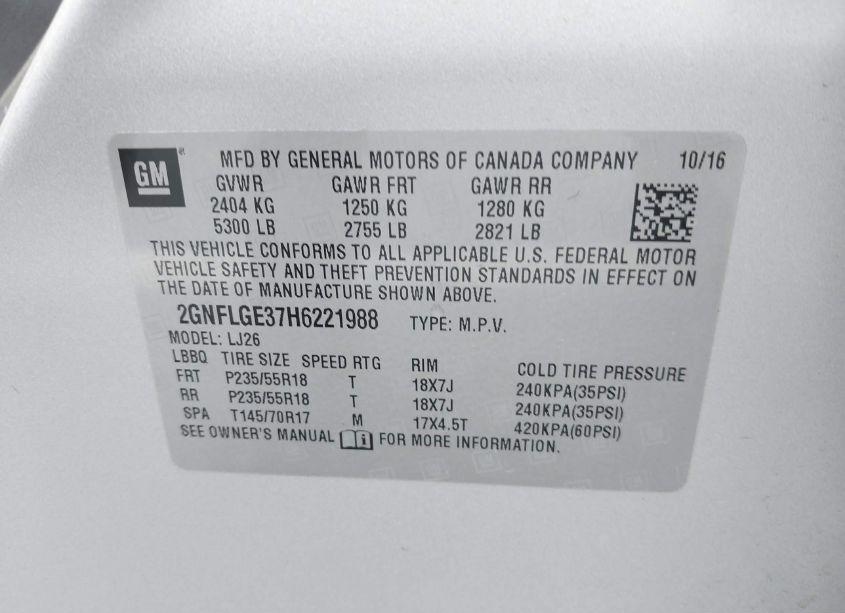 GM MFD BY GENERAL MOTORS OF CANADA COMPANY 10/16
GVWR GAWR FRT GAWR RR
2404 KG 1250 KG 1280 KG
5300 LB 2755 LB 2821 LB
THIS VEHICLE CONFORMS TO ALL APPLICABLE U.S. FEDERAL MOTOR
VEHICLE SAFETY AND THEFT PREVENTION STANDARDS IN EFFECT ON
THE DATE OF MANUFACTURE SHOWN ABOVE.
2GNFLGE37H6221988 TYPE: M.P.V.
MODEL: LJ26
LBBQ TIRE SIZE SPEED RTG RIM COLD TIRE PRESSURE
FRT P235/55R18 T 18X7J 240KPA(35PSI)
RR P235/55R18 T 18X7J 240KPA(35PSI)
SPA T145/70R17 M 17X4.5T 420KPA(60PSI)
SEE OWNER'S MANUAL i FOR MORE INFORMATION.